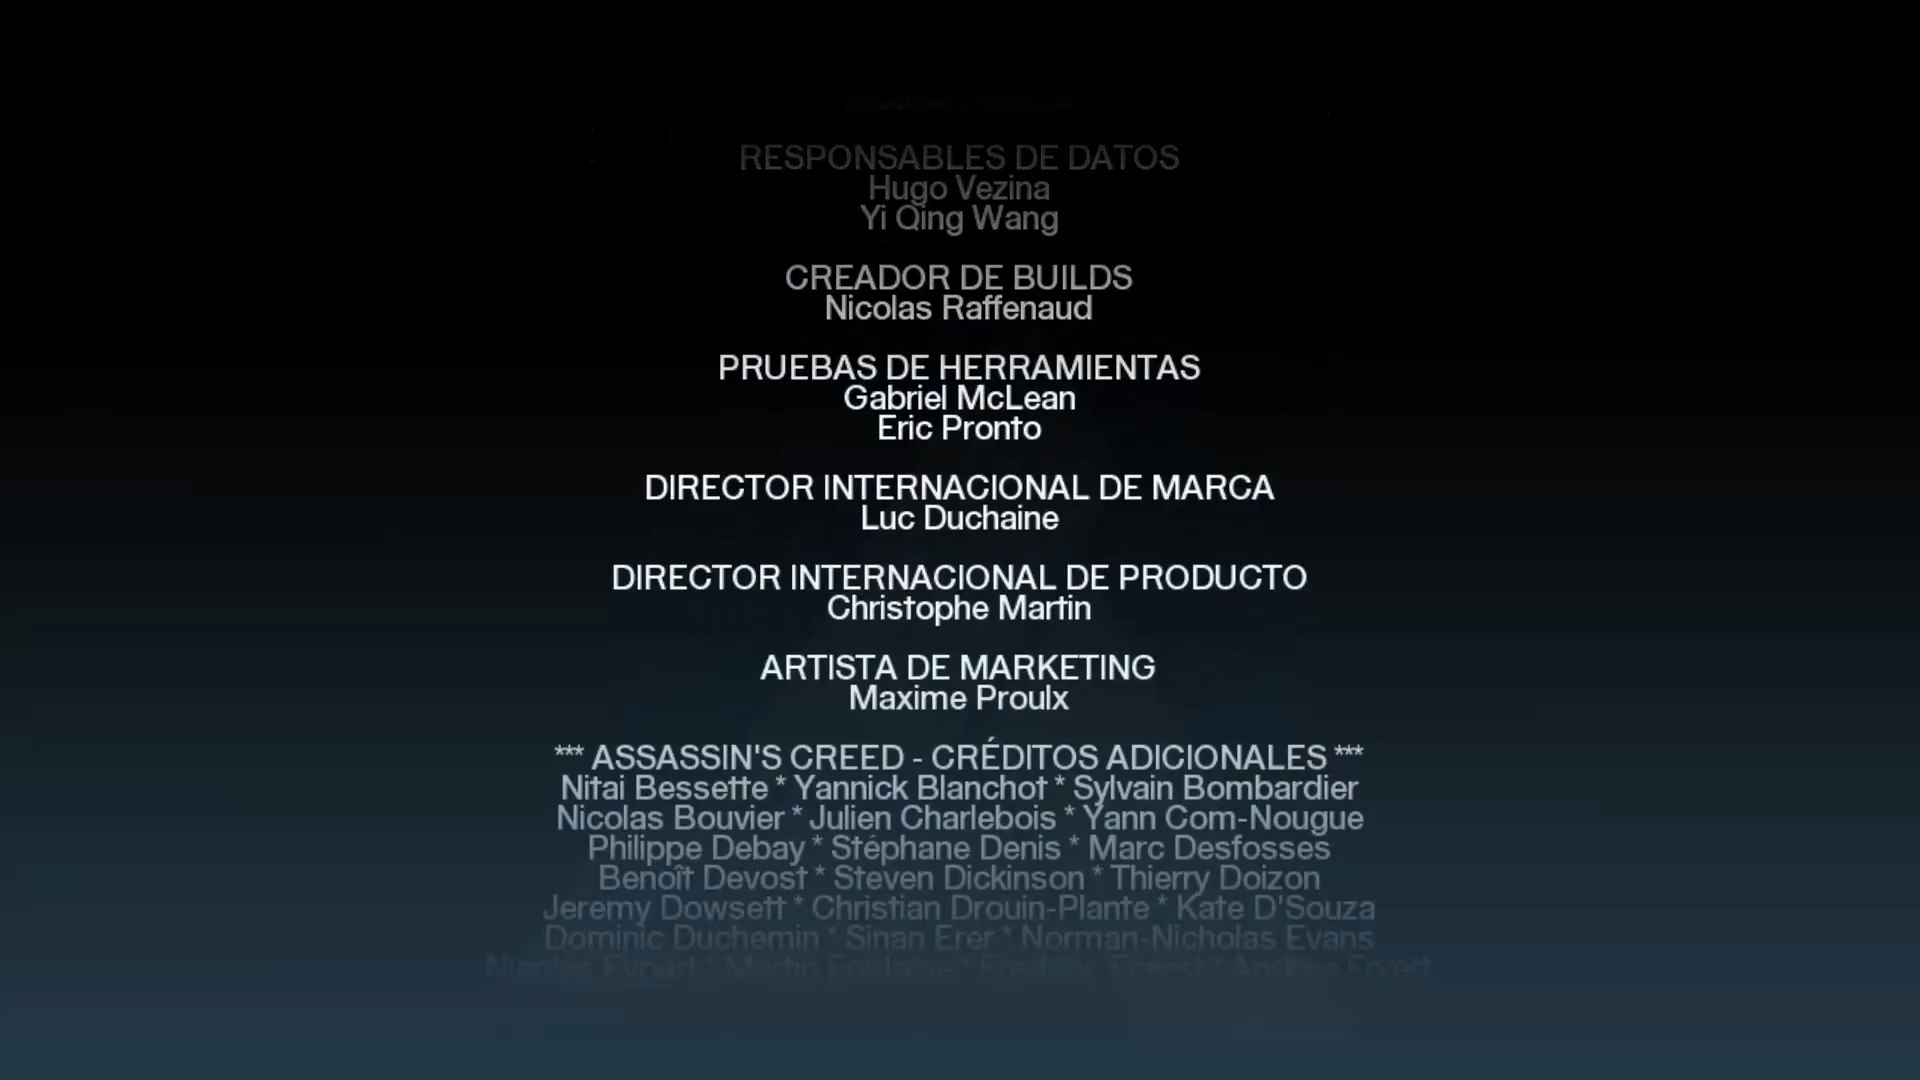 RESPONSABLES DE DATOS
Hugo Vezina
Yi Qing Wang
CREADOR DE BUILDS
Nicolas Raffenaud
PRUEBAS DE HERRAMIENTAS
Gabriel McLean
Eric Pronto
DIRECTOR INTERNACIONAL DE MARCA
Luc Duchaine
DIRECTOR INTERNACIONAL DE PRODUCTO
Christophe Martin
ARTISTA DE MARKETING
Maxime Proulx
*** ASSASSIN'S CREED - CRÉDITOS ADICIONALES ***
Nitai Bessette * Yannick Blanchot * Sylvain Bombardier
Nicolas Bouvier * Julien Charlebois * Yann Com-Nougue
Philippe Debay * Stéphane Denis * Marc Desfosses
Benoît Devost * Steven Dickinson * Thierry Doizon
Jeremy Dowsett * Christian Drouin-Plante * Kate D'Souza
Dominic Duchemin * Sinan Erer * Norman-Nicholas Evans